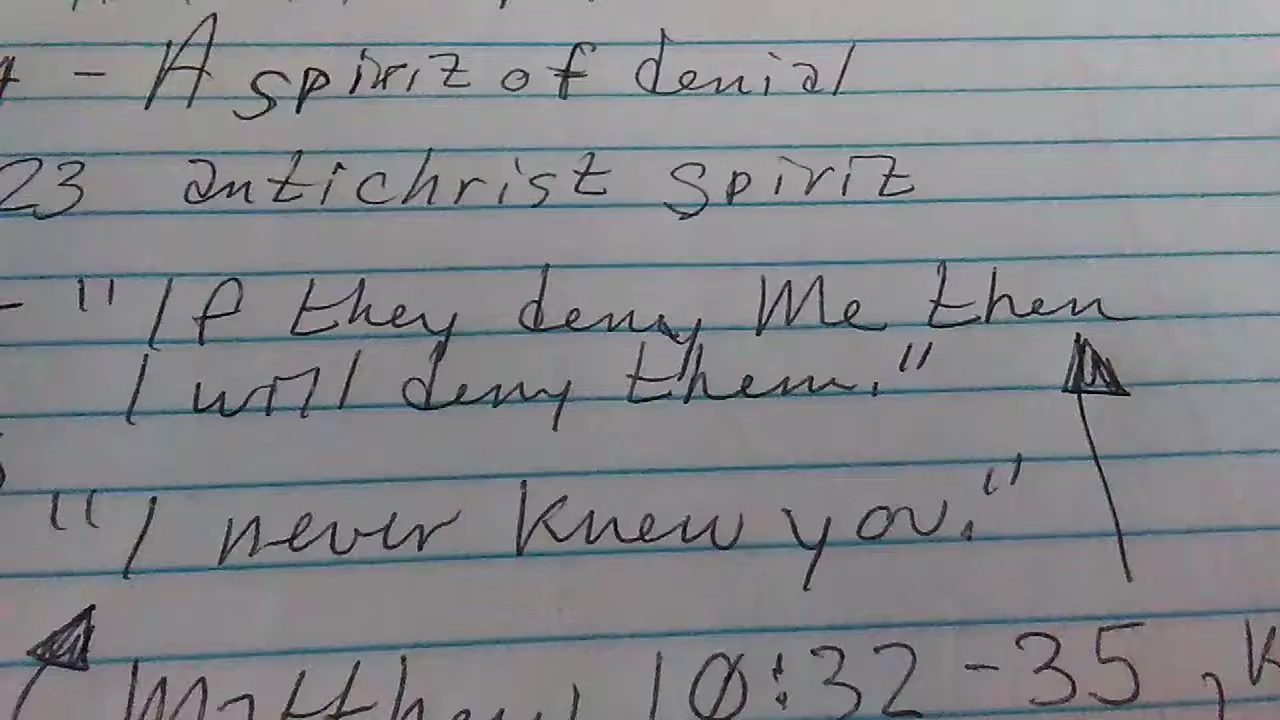 - A spirit of denial
23 antichrist spirit
- "If they deny Me then
I will deny them."
"I never knew you."
Matthew 10:32-35, K